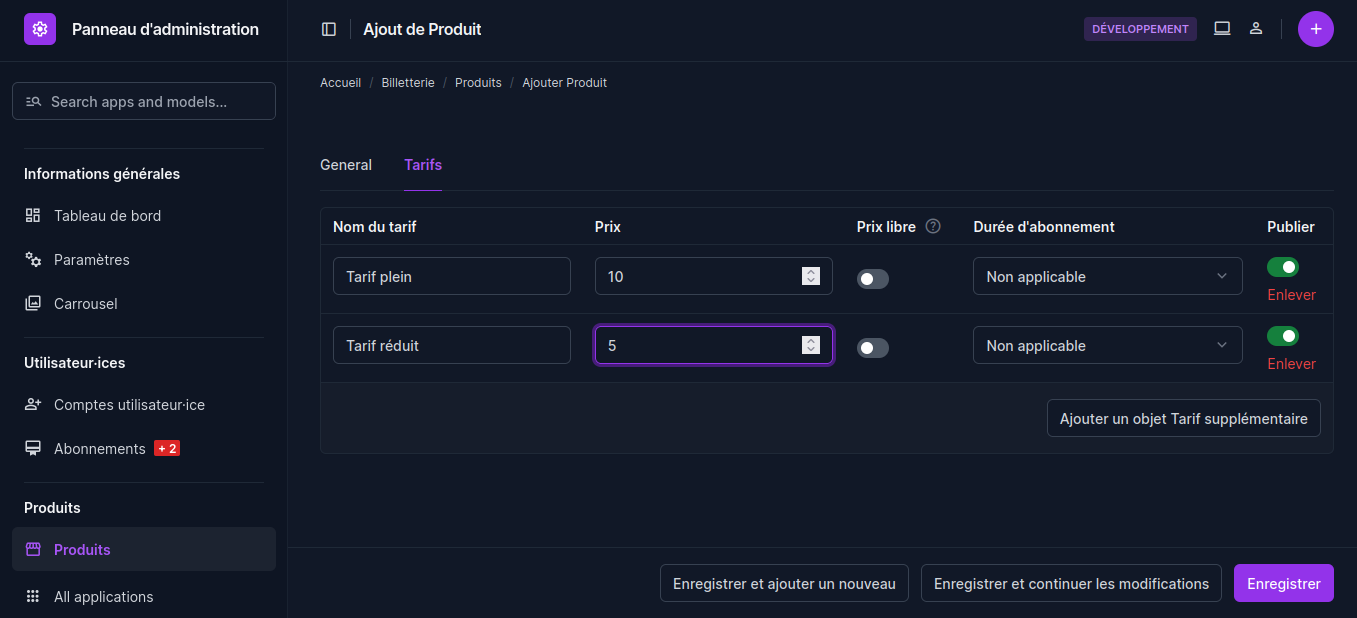 Panneau d'administration
Search apps and models...
Informations générales
Tableau de bord
Paramètres
Carrousel
Utilisateur·ices
Comptes utilisateur·ice
Abonnements + 2
Produits
Produits
All applications
Ajout de Produit
DÉVELOPPEMENT
+
Accueil / Billetterie / Produits / Ajouter Produit
General Tarifs
Nom du tarif Prix Prix libre ? Durée d'abonnement Publier
Tarif plein 10 Non applicable
Enlever
Tarif réduit 5 Non applicable
Enlever
Ajouter un objet Tarif supplémentaire
Enregistrer et ajouter un nouveau Enregistrer et continuer les modifications Enregistrer